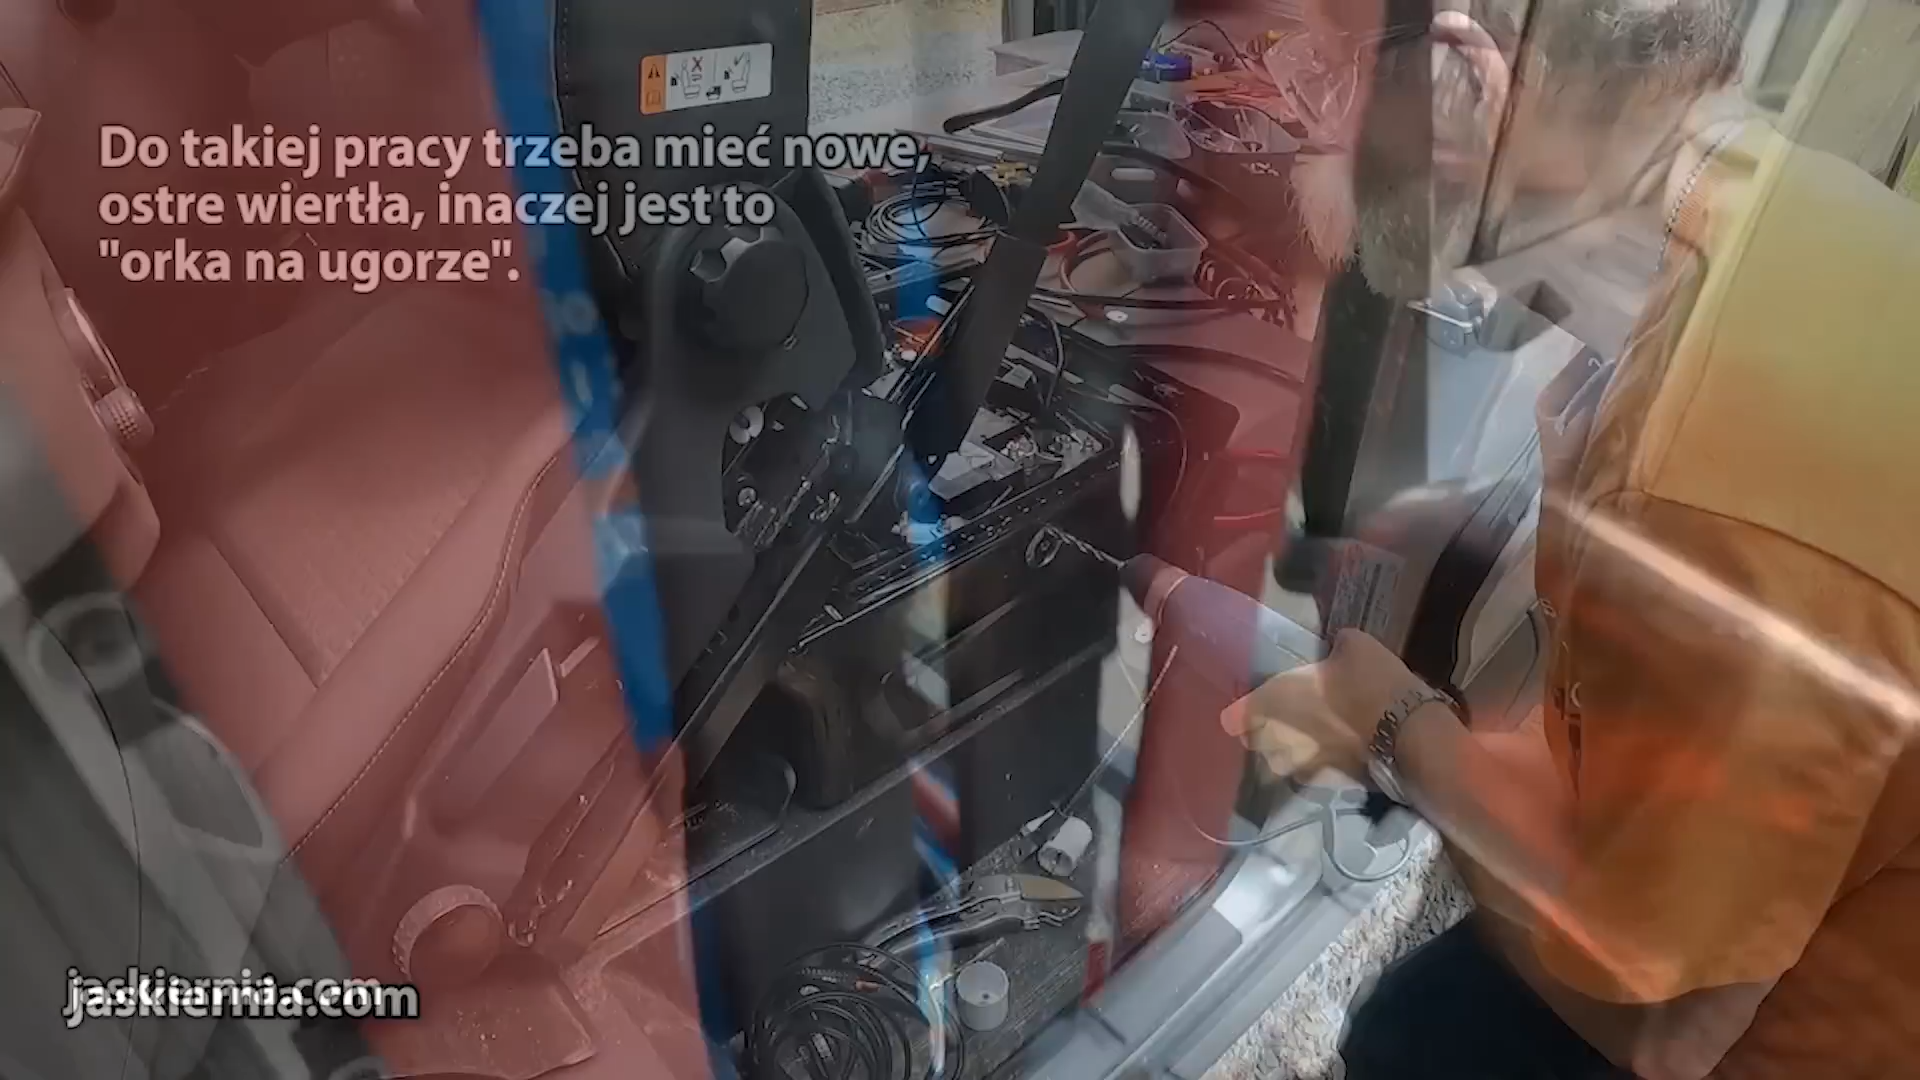 Do takiej pracy trzeba mieć nowe,
ostre wiertła, inaczej jest to
"orka na ugorze".
jaskiernia.com